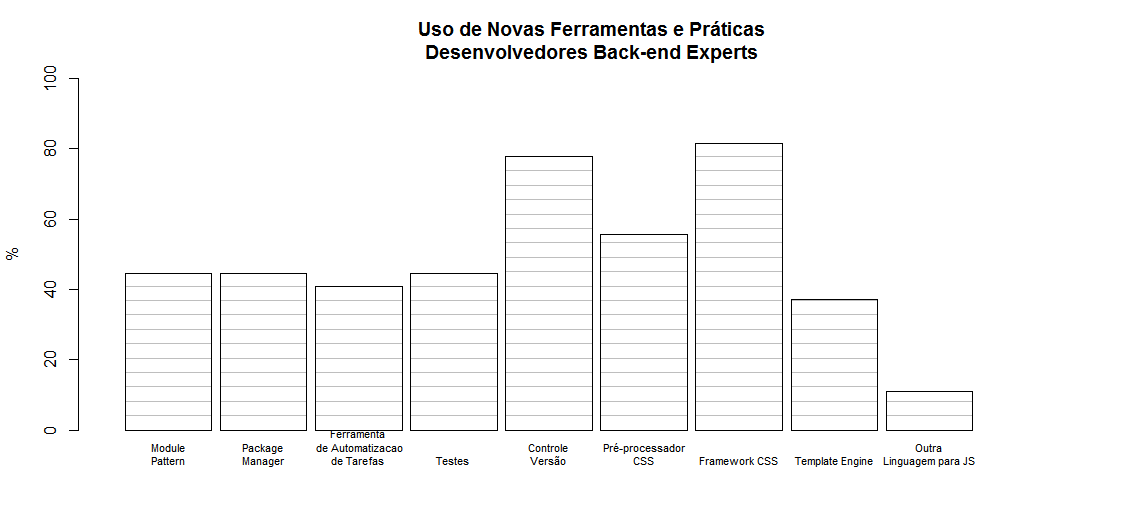 Uso de Novas Ferramentas e Práticas
Desenvolvedores Back-end Experts
%
100
80
60
40
20
0
Module
Pattern
Package
Manager
Ferramenta
de Automatizacao
de Tarefas
Testes
Controle
Versão
Pré-processador
CSS
Framework CSS
Template Engine
Outra
Linguagem para JS